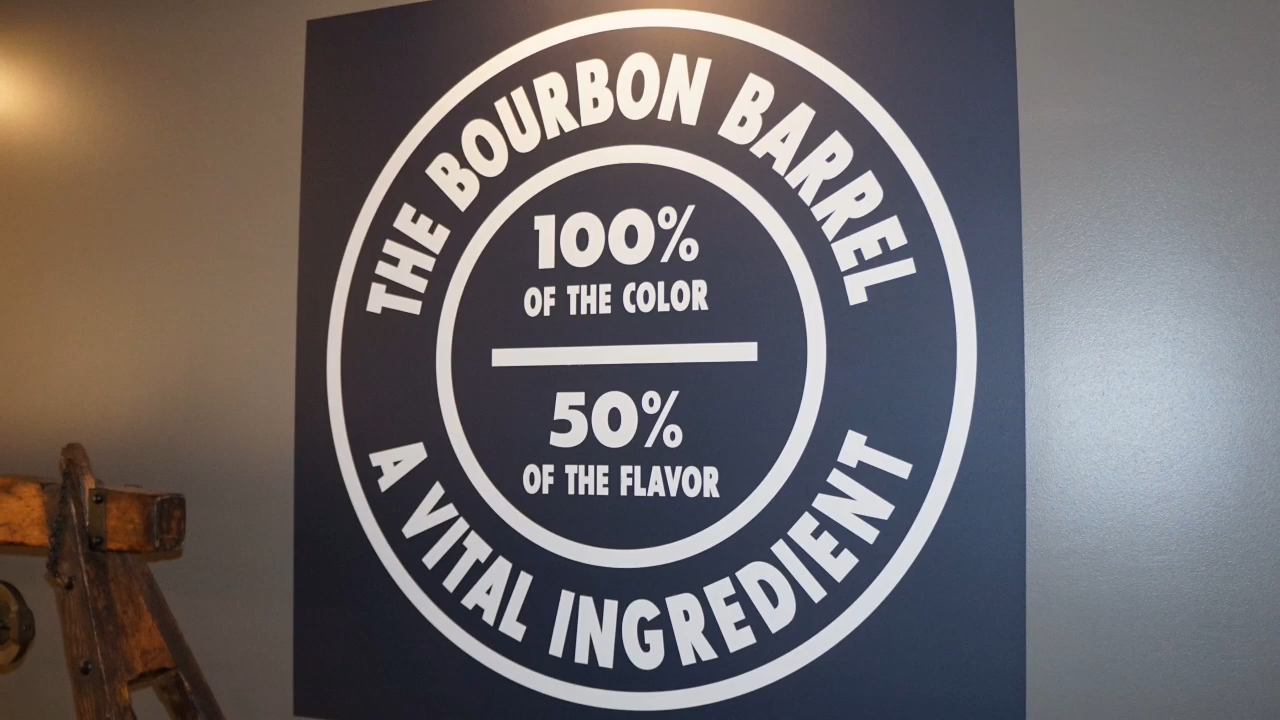 THE BOURBON BARREL
100%
OF THE COLOR
50%
OF THE FLAVOR
A VITAL INGREDIENT